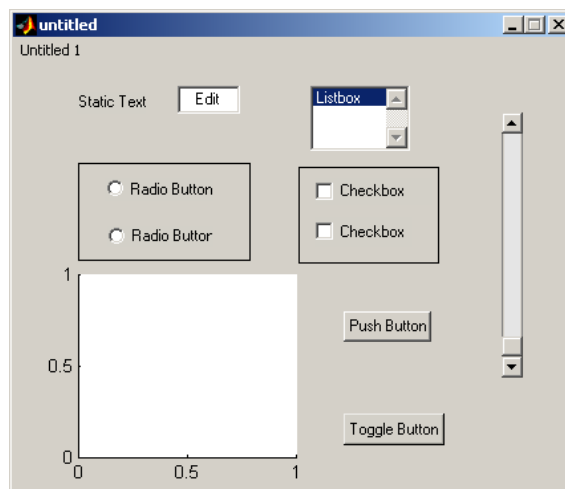 untitled
Untitled 1
Static Text
Edit
Listbox
Radio Button
Checkbox
Radio Buttor
Checkbox
1
Push Button
0.5
Toggle Button
0
0 0.5 1